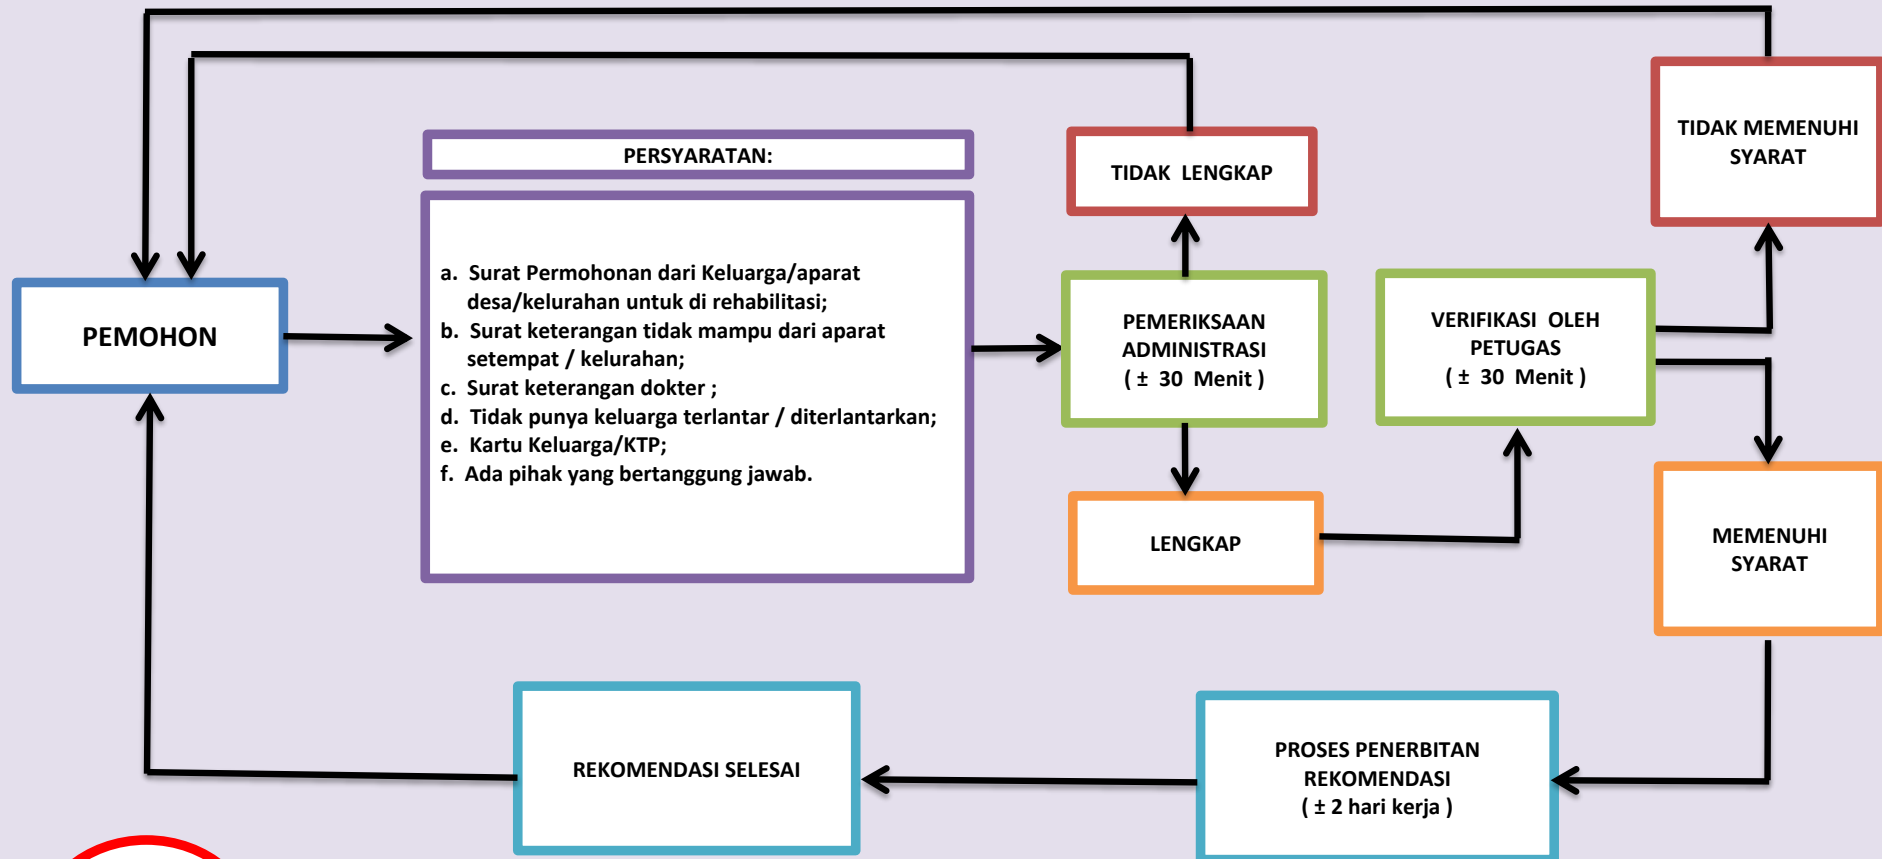 PEMOHON
PERSYARATAN:
a. Surat Permohonan dari Keluarga/aparat
desa/kelurahan untuk di rehabilitasi;
b. Surat keterangan tidak mampu dari aparat
setempat / kelurahan;
c. Surat keterangan dokter ;
d. Tidak punya keluarga terlantar / diterlantarkan;
e. Kartu Keluarga/KTP;
f. Ada pihak yang bertanggung jawab.
TIDAK LENGKAP
PEMERIKSAAN
ADMINISTRASI
( ± 30 Menit )
LENGKAP
VERIFIKASI OLEH
PETUGAS
( ± 30 Menit )
TIDAK MEMENUHI
SYARAT
MEMENUHI
SYARAT
PROSES PENERBITAN
REKOMENDASI
( ± 2 hari kerja )
REKOMENDASI SELESAI